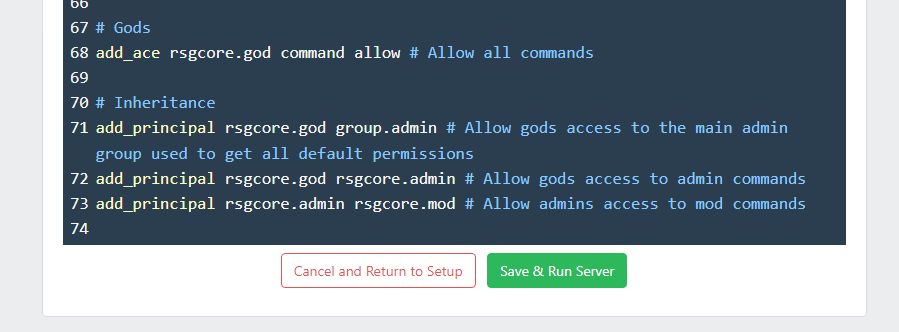 66
67 # Gods
68 add_ace rsgcore.god command allow # Allow all commands
69
70 # Inheritance
71 add_principal rsgcore.god group.admin # Allow gods access to the main admin
group used to get all default permissions
72 add_principal rsgcore.god rsgcore.admin # Allow gods access to admin commands
73 add_principal rsgcore.admin rsgcore.mod # Allow admins access to mod commands
74
Cancel and Return to Setup
Save & Run Server